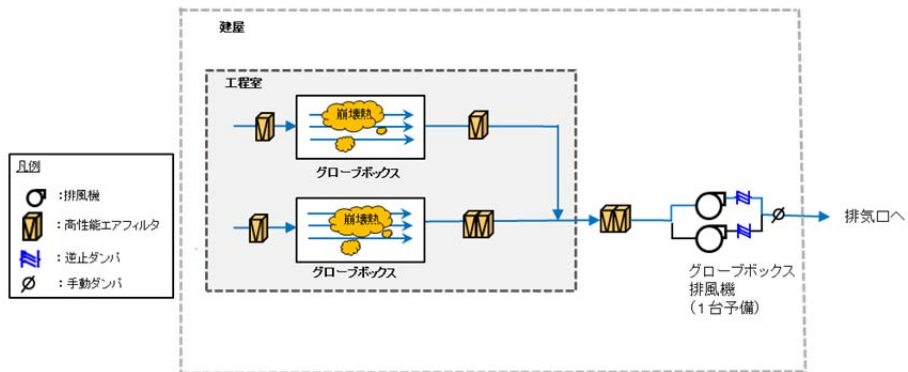 建屋
工程室
崩壊熱
グローブボックス
崩壊熱
グローブボックス
凡例
:排風機
:高性能エアフィルタ
:逆止ダンパ
:手動ダンパ
排気口へ
グローブボックス
排風機
(1台予備)